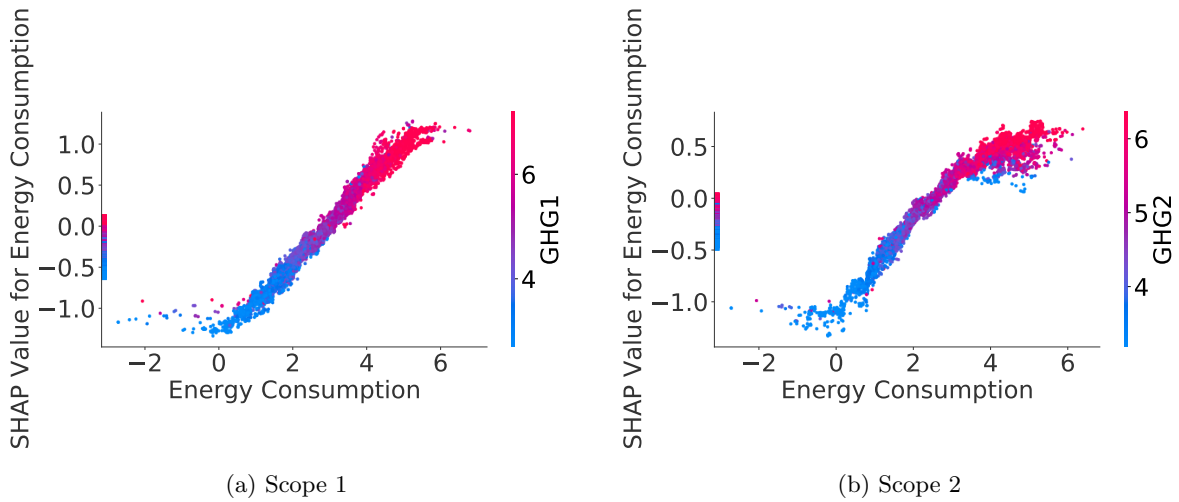 SHAP Value for Energy Consumption
1.0
0.5
0.0
−0.5
−1.0
−2 0 2 4 6
Energy Consumption
6
4
GHG1
(a) Scope 1
SHAP Value for Energy Consumption
0.5
0.0
−0.5
−1.0
−2 0 2 4 6
Energy Consumption
6
5
4
GHG2
(b) Scope 2